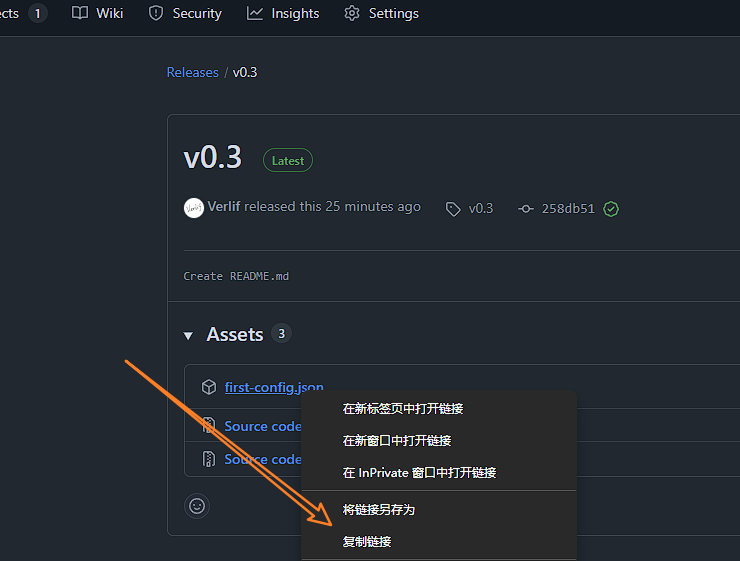 ects 1 Wiki Security Insights Settings
Releases / v0.3
v0.3 Latest
Verlif released this 25 minutes ago v0.3 258db51
Create README.md
Assets 3
first-config.json
在新标签页中打开链接
Source code
在新窗口中打开链接
Source code
在 InPrivate 窗口中打开链接
将链接另存为
复制链接